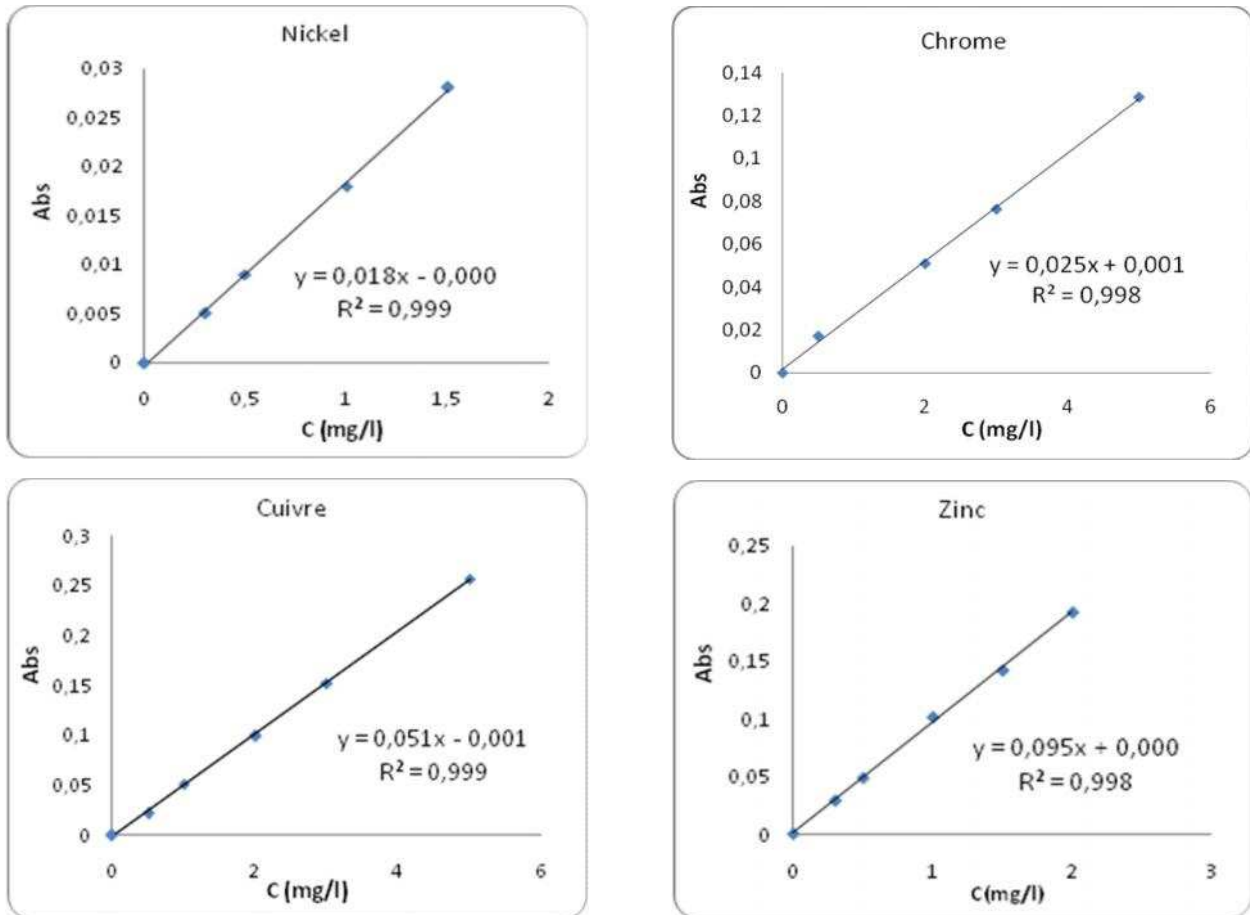 Nickel
0,03
0,025
0,02
0,015
0,01
0,005
0
Abs
y = 0,018x - 0,000
R² = 0,999
0
0,5
1
1,5
2
C (mg/l)
Chrome
0,14
0,12
0,1
0,08
0,06
0,04
0,02
0
Abs
y = 0,025x + 0,001
R² = 0,998
0
2
4
6
C (mg/l)
Cuivre
0,3
0,25
0,2
0,15
0,1
0,05
0
Abs
y = 0,051x - 0,001
R² = 0,999
0
2
4
6
C (mg/l)
Zinc
0,25
0,2
0,15
0,1
0,05
0
Abs
y = 0,095x + 0,000
R² = 0,998
0
1
2
3
C(mg/l)